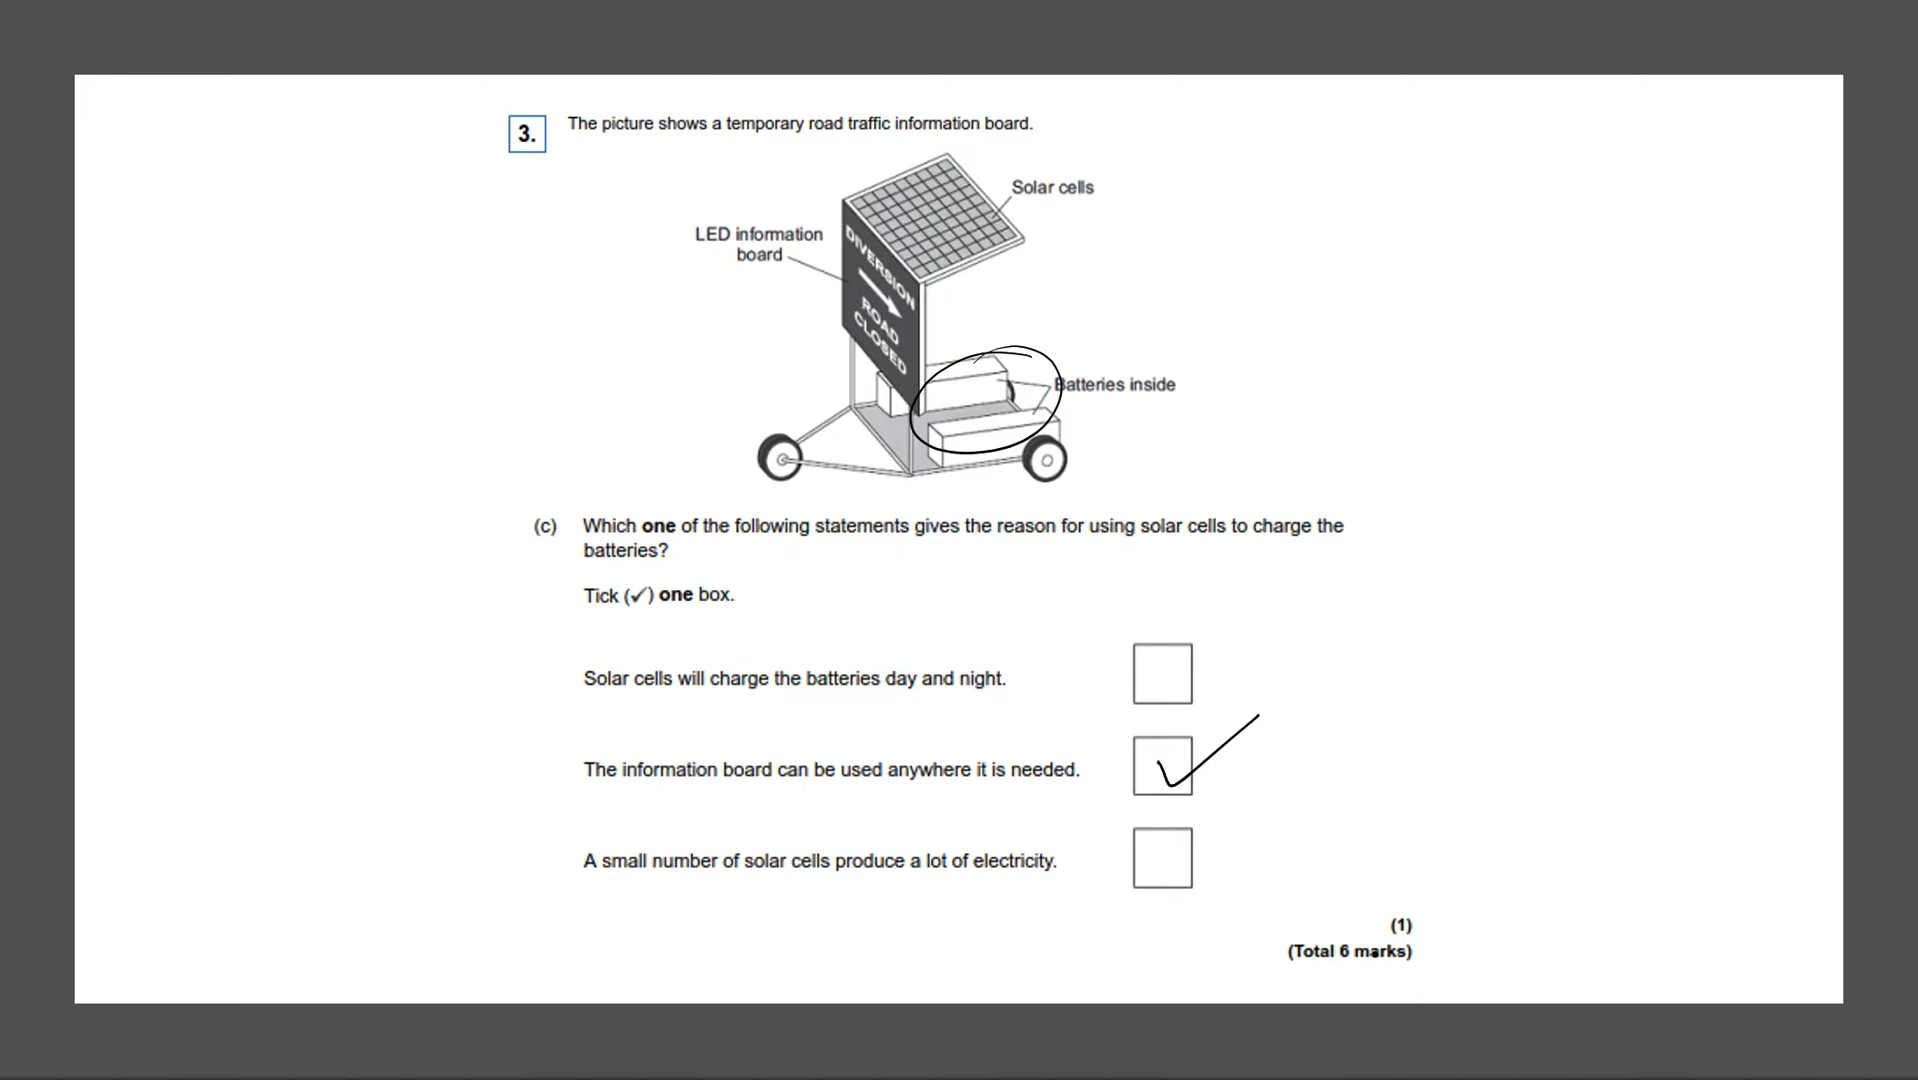 3.
The picture shows a temporary road traffic information board.
Solar cells
LED information
board
DIVERSION
ROAD
CLOSED
Batteries inside
(c) Which one of the following statements gives the reason for using solar cells to charge the
batteries?
Tick (✓) one box.
Solar cells will charge the batteries day and night.
The information board can be used anywhere it is needed.
A small number of solar cells produce a lot of electricity.
(1)
(Total 6 marks)